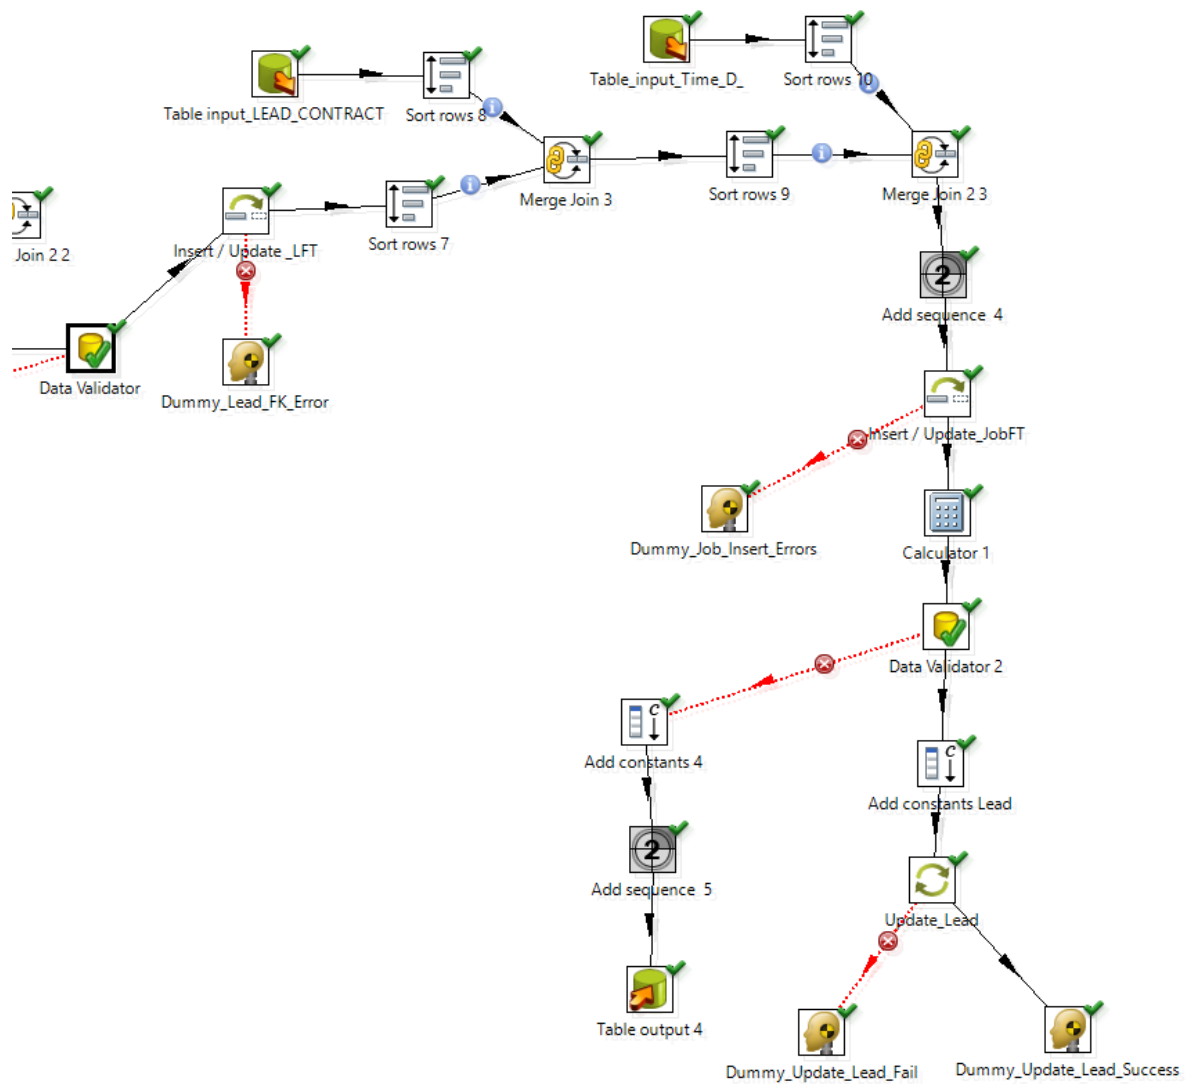 Table_input_Time_D_
Sort rows 10
Table input_LEAD_CONTRACT
Sort rows 8
Merge Join 3
Sort rows 9
Merge Join 2 3
Join 2 2
Insert / Update _LFT
Sort rows 7
2
Add sequence 4
Data Validator
Dummy_Lead_FK_Error
Insert / Update_JobFT
Dummy_Job_Insert_Errors
Calculator 1
Data Validator 2
C
Add constants 4
C
Add constants Lead
2
Add sequence 5
Update_Lead
Table output 4
Dummy_Update_Lead_Fail
Dummy_Update_Lead_Success